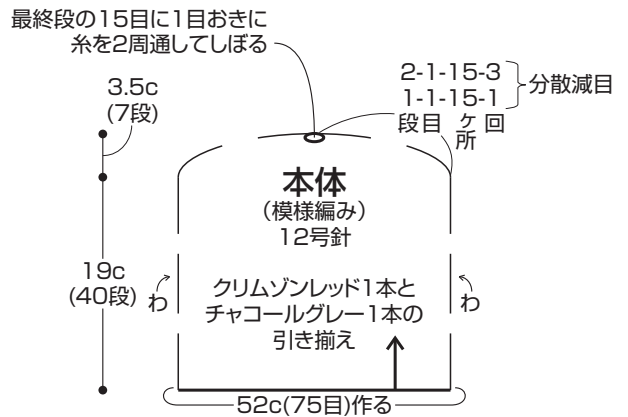 最終段の15目に1目おきに
糸を2周通してしぼる
3.5c
(7段)
2-1-15-3
1-1-15-1
段目 ヶ所 回
分散減目
本体
(模様編み)
12号針
19c
(40段)
わ
クリムゾンレッド1本と
チャコールグレー1本の
引き揃え
わ
52c(75目)作る